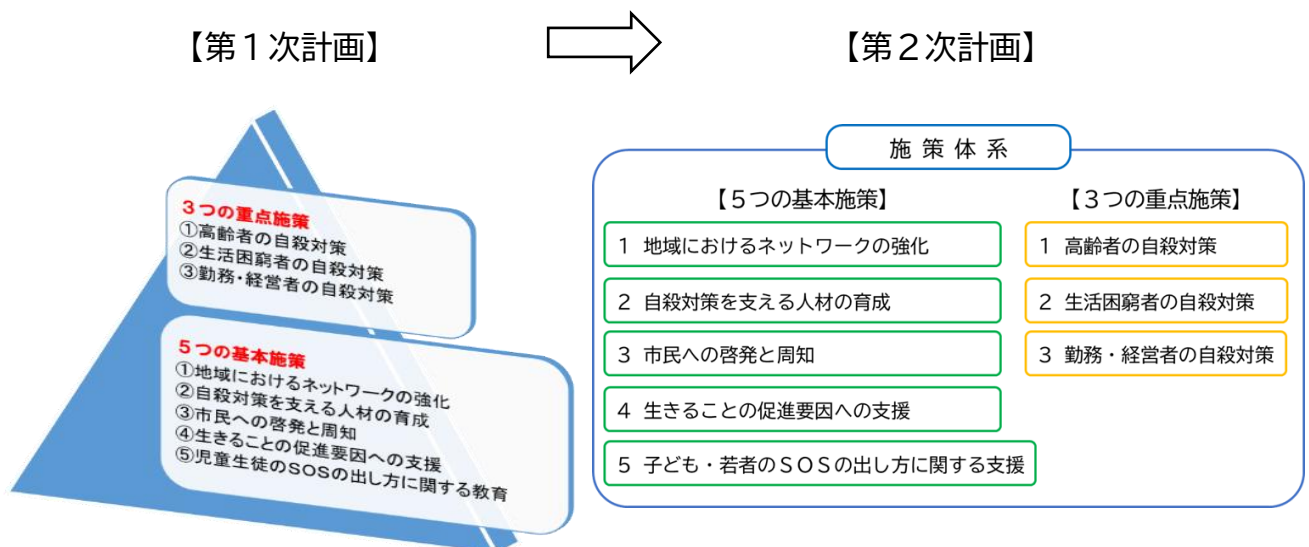 【第１次計画】
【第２次計画】
３つの重点施策
①高齢者の自殺対策
②生活困窮者の自殺対策
③勤務・経営者の自殺対策
５つの基本施策
①地域におけるネットワークの強化
②自殺対策を支える人材の育成
③市民への啓発と周知
④生きることの促進要因への支援
⑤児童生徒のSOSの出し方に関する教育
施策体系
【５つの基本施策】
１ 地域におけるネットワークの強化
２ 自殺対策を支える人材の育成
３ 市民への啓発と周知
４ 生きることの促進要因への支援
５ 子ども・若者のＳＯＳの出し方に関する支援
【３つの重点施策】
１ 高齢者の自殺対策
２ 生活困窮者の自殺対策
３ 勤務・経営者の自殺対策